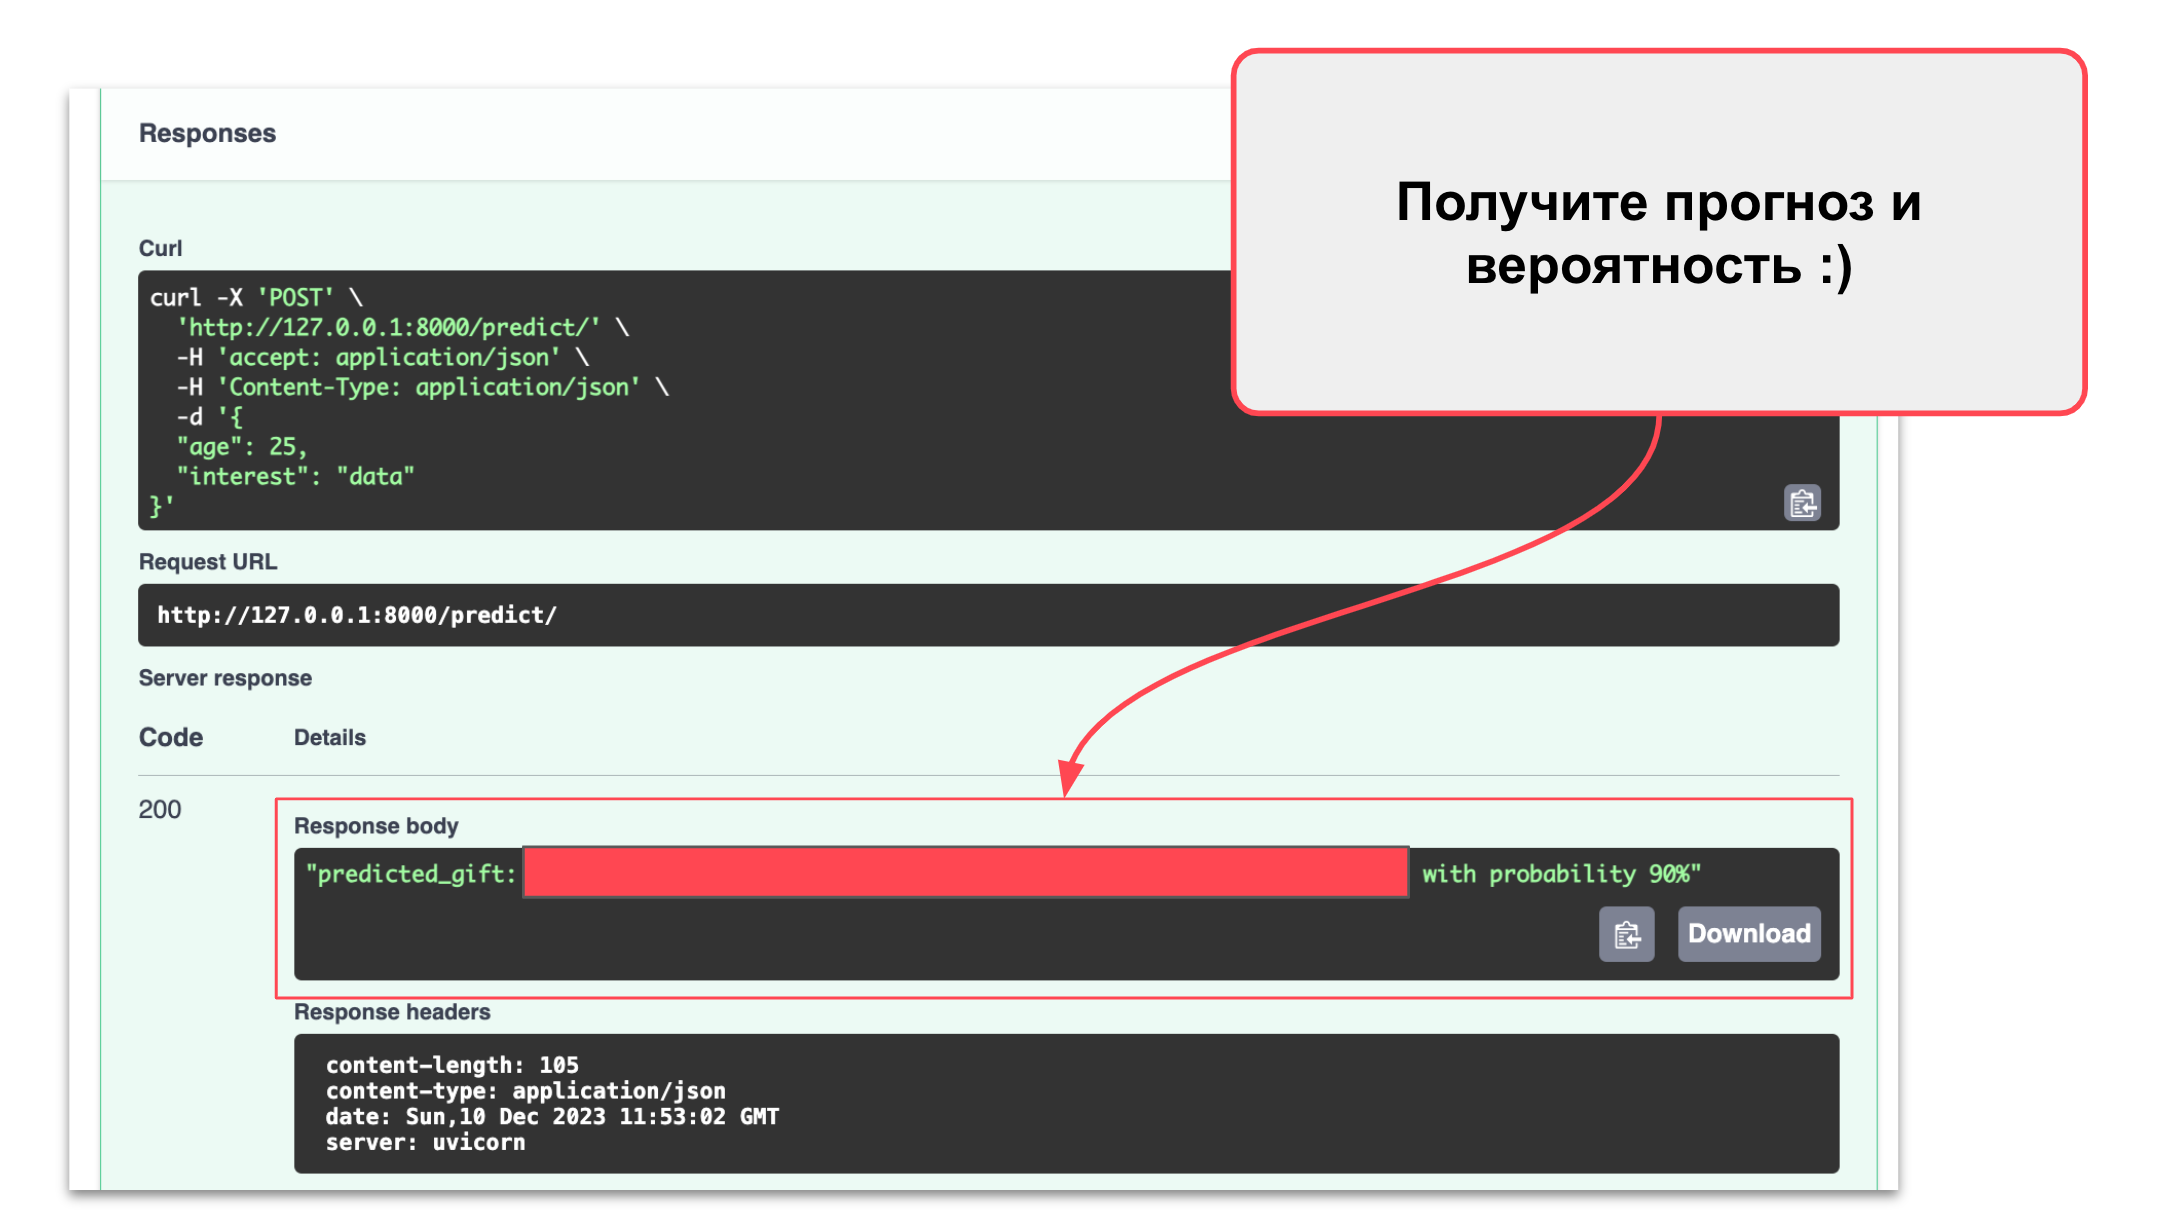 Responses
Получите прогноз и
вероятность :)
Curl
curl -X 'POST' \
'http://127.0.0.1:8000/predict/' \
-H 'accept: application/json' \
-H 'Content-Type: application/json' \
-d '{
"age": 25,
"interest": "data"
}'
Request URL
http://127.0.0.1:8000/predict/
Server response
Code Details
200
Response body
"predicted_gift: with probability 90%"
Download
Response headers
content-length: 105
content-type: application/json
date: Sun,10 Dec 2023 11:53:02 GMT
server: uvicorn